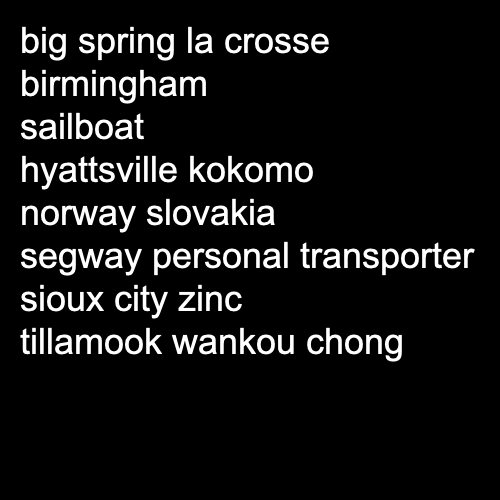 big spring la crosse
birmingham
sailboat
hyattsville kokomo
norway slovakia
segway personal transporter
sioux city zinc
tillamook wankou chong